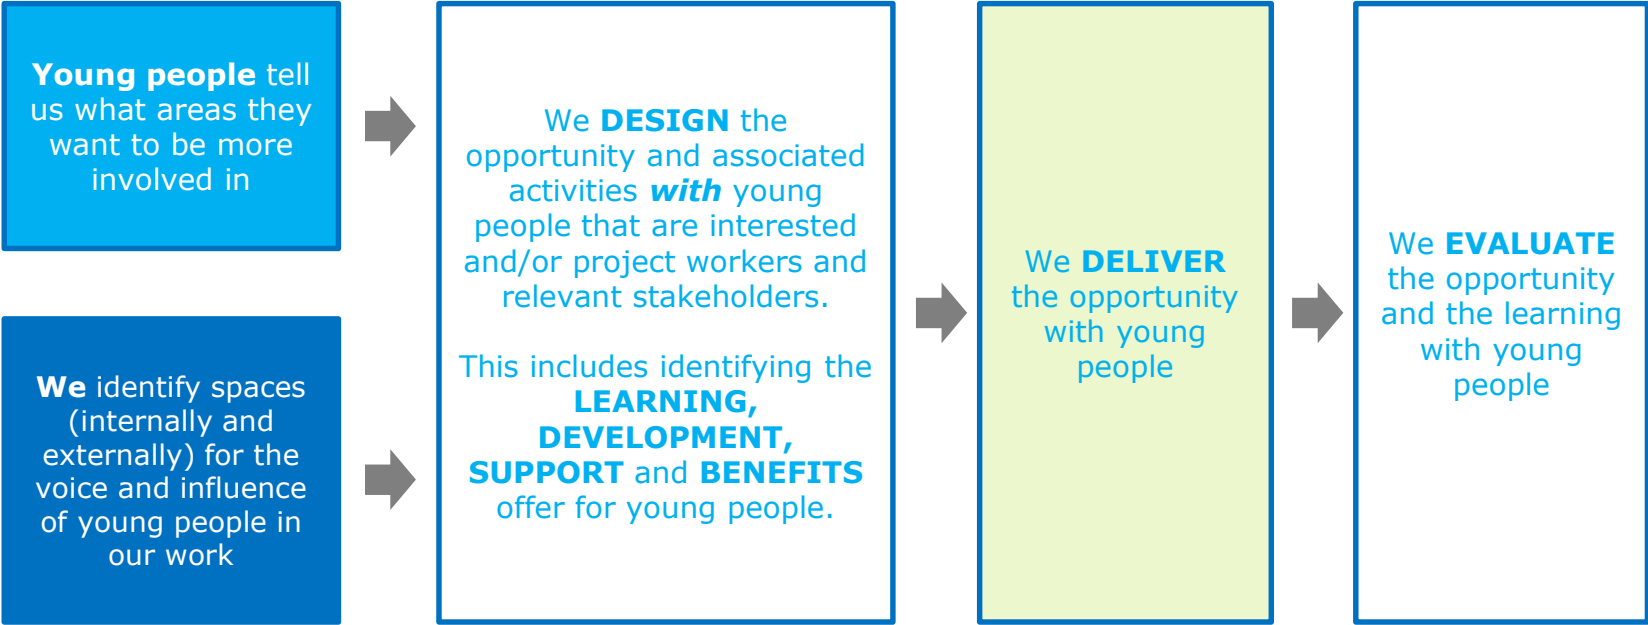 Young people tell
us what areas they
want to be more
involved in
We identify spaces
(internally and
externally) for the
voice and influence
of young people in
our work
We DESIGN the
opportunity and associated
activities with young
people that are interested
and/or project workers and
relevant stakeholders.
This includes identifying the
LEARNING,
DEVELOPMENT,
SUPPORT and BENEFITS
offer for young people.
We DELIVER
the opportunity
with young
people
We EVALUATE
the opportunity
and the learning
with young
people